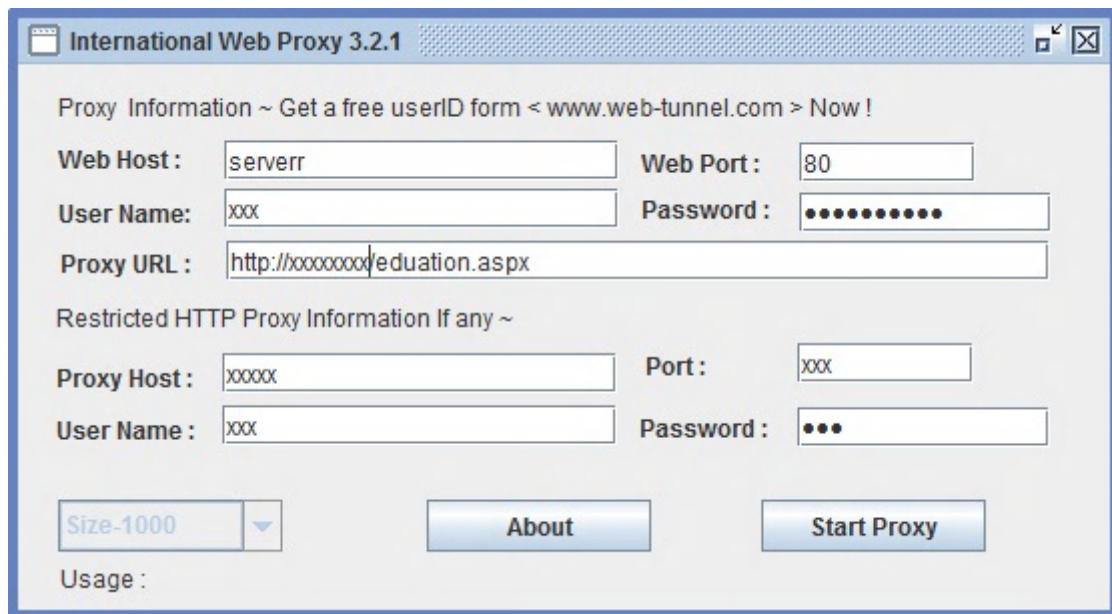 International Web Proxy 3.2.1
Proxy Information ~ Get a free userID form < www.web-tunnel.com > Now !
Web Host : serverr Web Port : 80
User Name: xxx Password : ●●●●●●●●●●
Proxy URL : http://xxxxxxxx/eduation.aspx
Restricted HTTP Proxy Information If any ~
Proxy Host : xxxxx Port : xxx
User Name : xxx Password : ●●●
Size-1000 About Start Proxy
Usage :